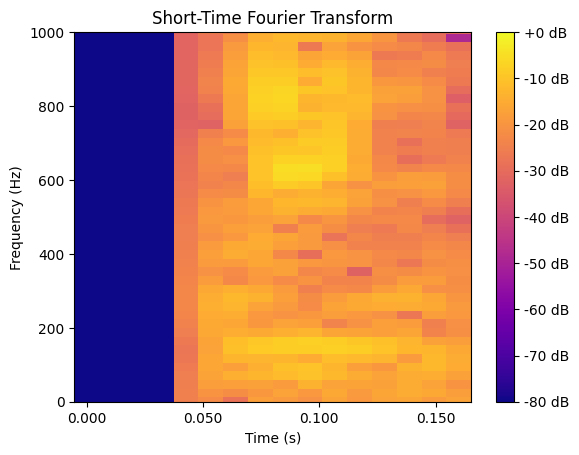 Short-Time Fourier Transform
1000
800
600
400
200
0
Frequency (Hz)
0.000
0.050
0.100
0.150
Time (s)
+0 dB
-10 dB
-20 dB
-30 dB
-40 dB
-50 dB
-60 dB
-70 dB
-80 dB